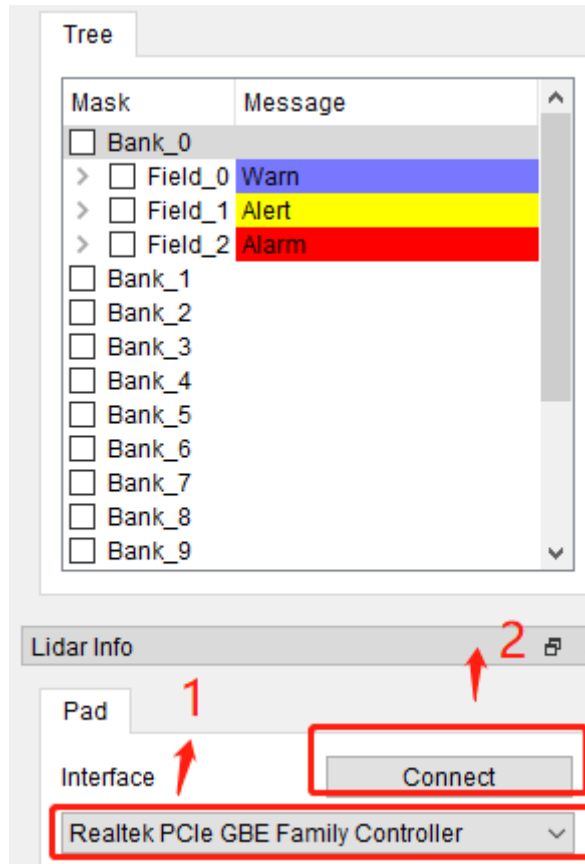 Tree
Mask Message
Bank_0
Field_0 Warn
Field_1 Alert
Field_2 Alarm
Bank_1
Bank_2
Bank_3
Bank_4
Bank_5
Bank_6
Bank_7
Bank_8
Bank_9
Lidar Info
2
Pad
1
Interface Connect
Realtek PCIe GBE Family Controller